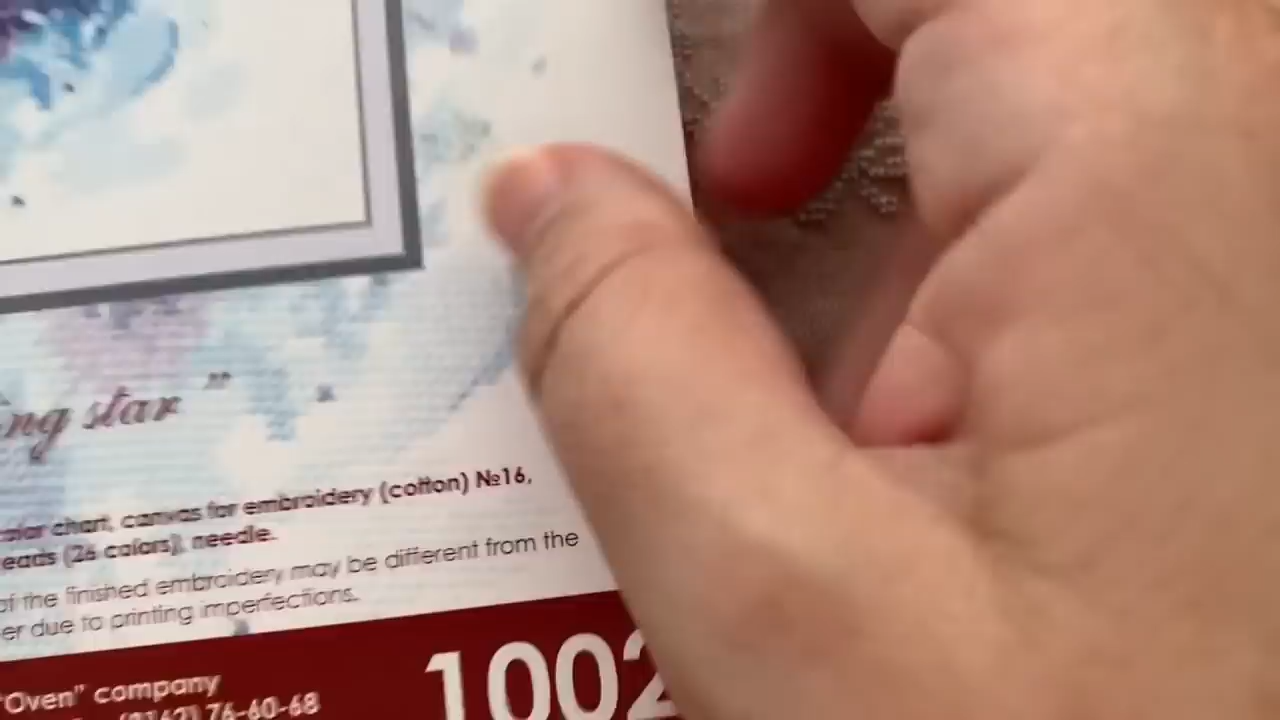 ng star ”
color chart, canvas for embroidery (cotton) №16,
eads (26 colors), needle.
of the finished embroidery may be different from the
er due to printing imperfections.
"Oven" company
(8162) 76-60-68
1002